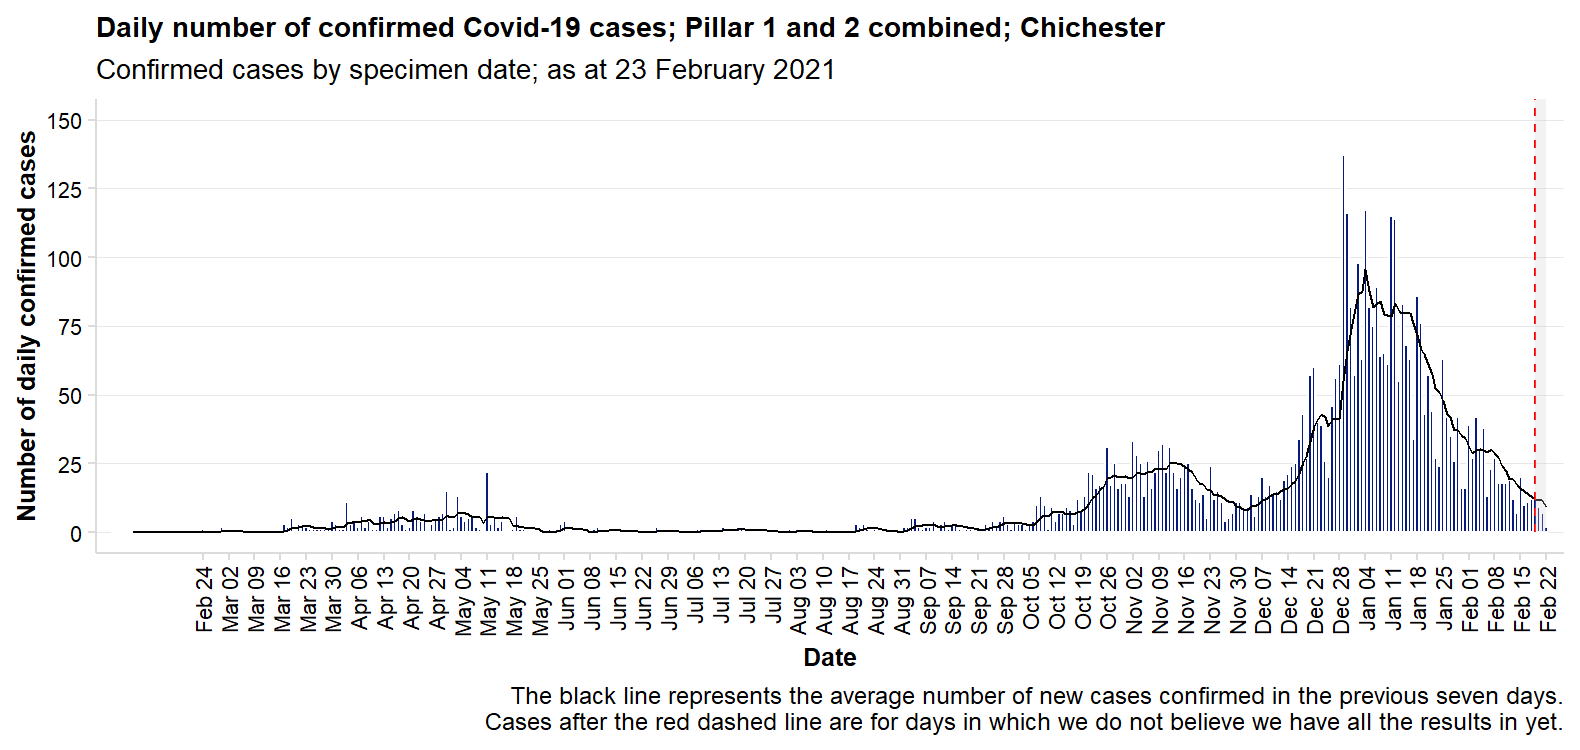 Daily number of confirmed Covid-19 cases; Pillar 1 and 2 combined; Chichester
Confirmed cases by specimen date; as at 23 February 2021
Number of daily confirmed cases
150
125
100
75
50
25
0
Feb 24
Mar 02
Mar 09
Mar 16
Mar 23
Mar 30
Apr 06
Apr 13
Apr 20
Apr 27
May 04
May 11
May 18
May 25
Jun 01
Jun 08
Jun 15
Jun 22
Jun 29
Jul 06
Jul 13
Jul 20
Jul 27
Aug 03
Aug 10
Aug 17
Aug 24
Aug 31
Sep 07
Sep 14
Sep 21
Sep 28
Oct 05
Oct 12
Oct 19
Oct 26
Nov 02
Nov 09
Nov 16
Nov 23
Nov 30
Dec 07
Dec 14
Dec 21
Dec 28
Jan 04
Jan 11
Jan 18
Jan 25
Feb 01
Feb 08
Feb 15
Feb 22
Date
The black line represents the average number of new cases confirmed in the previous seven days.
Cases after the red dashed line are for days in which we do not believe we have all the results in yet.